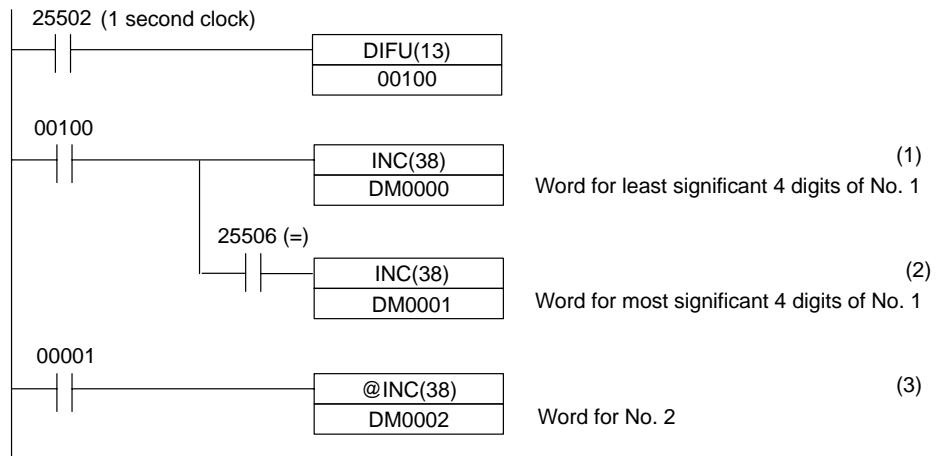 25502 (1 second clock)
DIFU(13)
00100
00100
INC(38) (1)
DM0000 Word for least significant 4 digits of No. 1
25506 (=)
INC(38) (2)
DM0001 Word for most significant 4 digits of No. 1
00001
@INC(38) (3)
DM0002 Word for No. 2